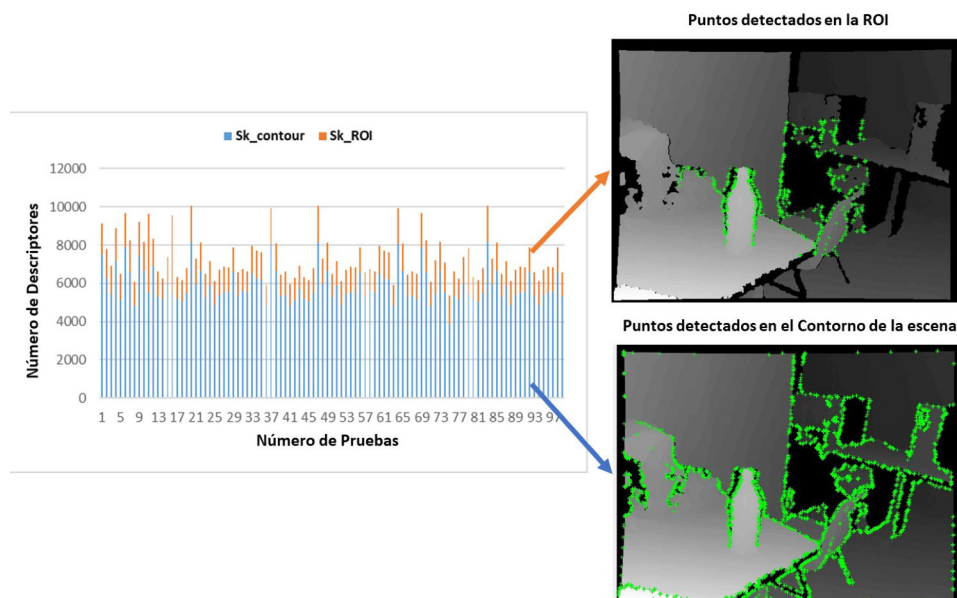 Puntos detectados en la ROI
Sk_contour Sk_ROI
12000
10000
8000
6000
4000
2000
0
Número de Descriptores
1 5 9 13 17 21 25 29 33 37 41 45 49 53 57 61 65 69 73 77 81 85 89 93 97
Número de Pruebas
Puntos detectados en el Contorno de la escena